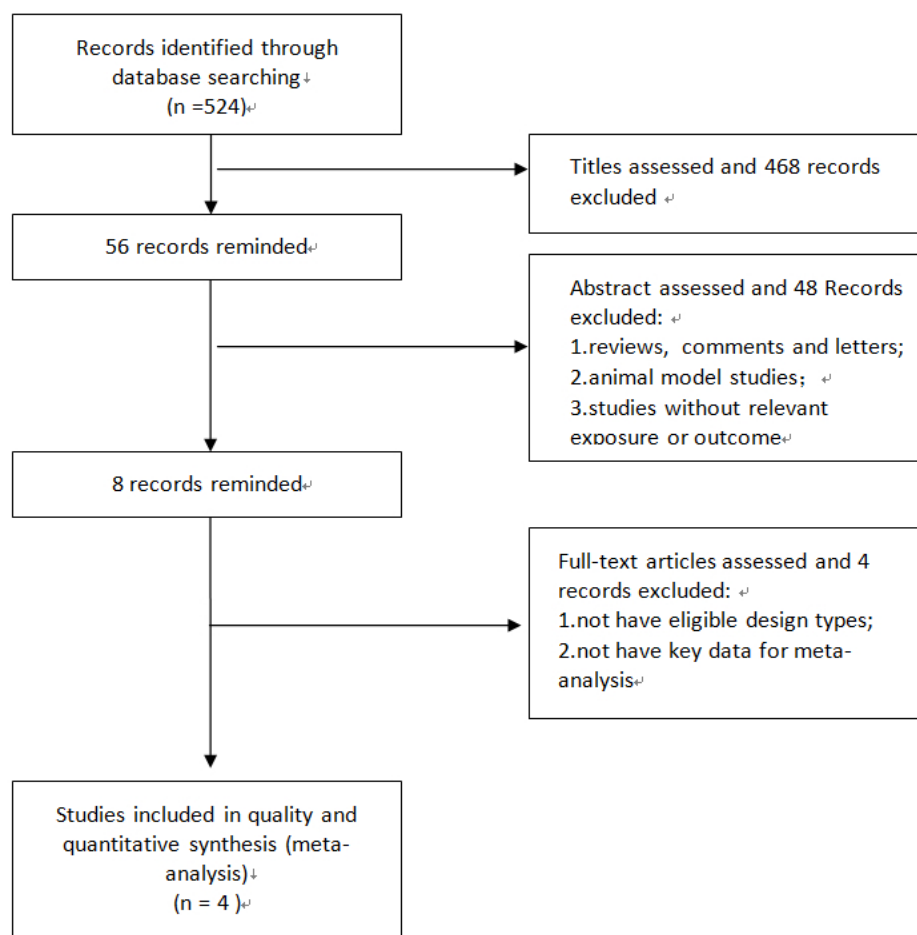 Records identified through
database searching↓
(n =524)↵
Titles assessed and 468 records
excluded ↵
56 records reminded↵
Abstract assessed and 48 Records
excluded: ↵
1.reviews, comments and letters;
2.animal model studies； ↵
3.studies without relevant
exposure or outcome↵
8 records reminded↵
Full-text articles assessed and 4
records excluded: ↵
1.not have eligible design types;
2.not have key data for meta-
analysis↵
Studies included in quality and
quantitative synthesis (meta-
analysis)↓
(n = 4 )↵